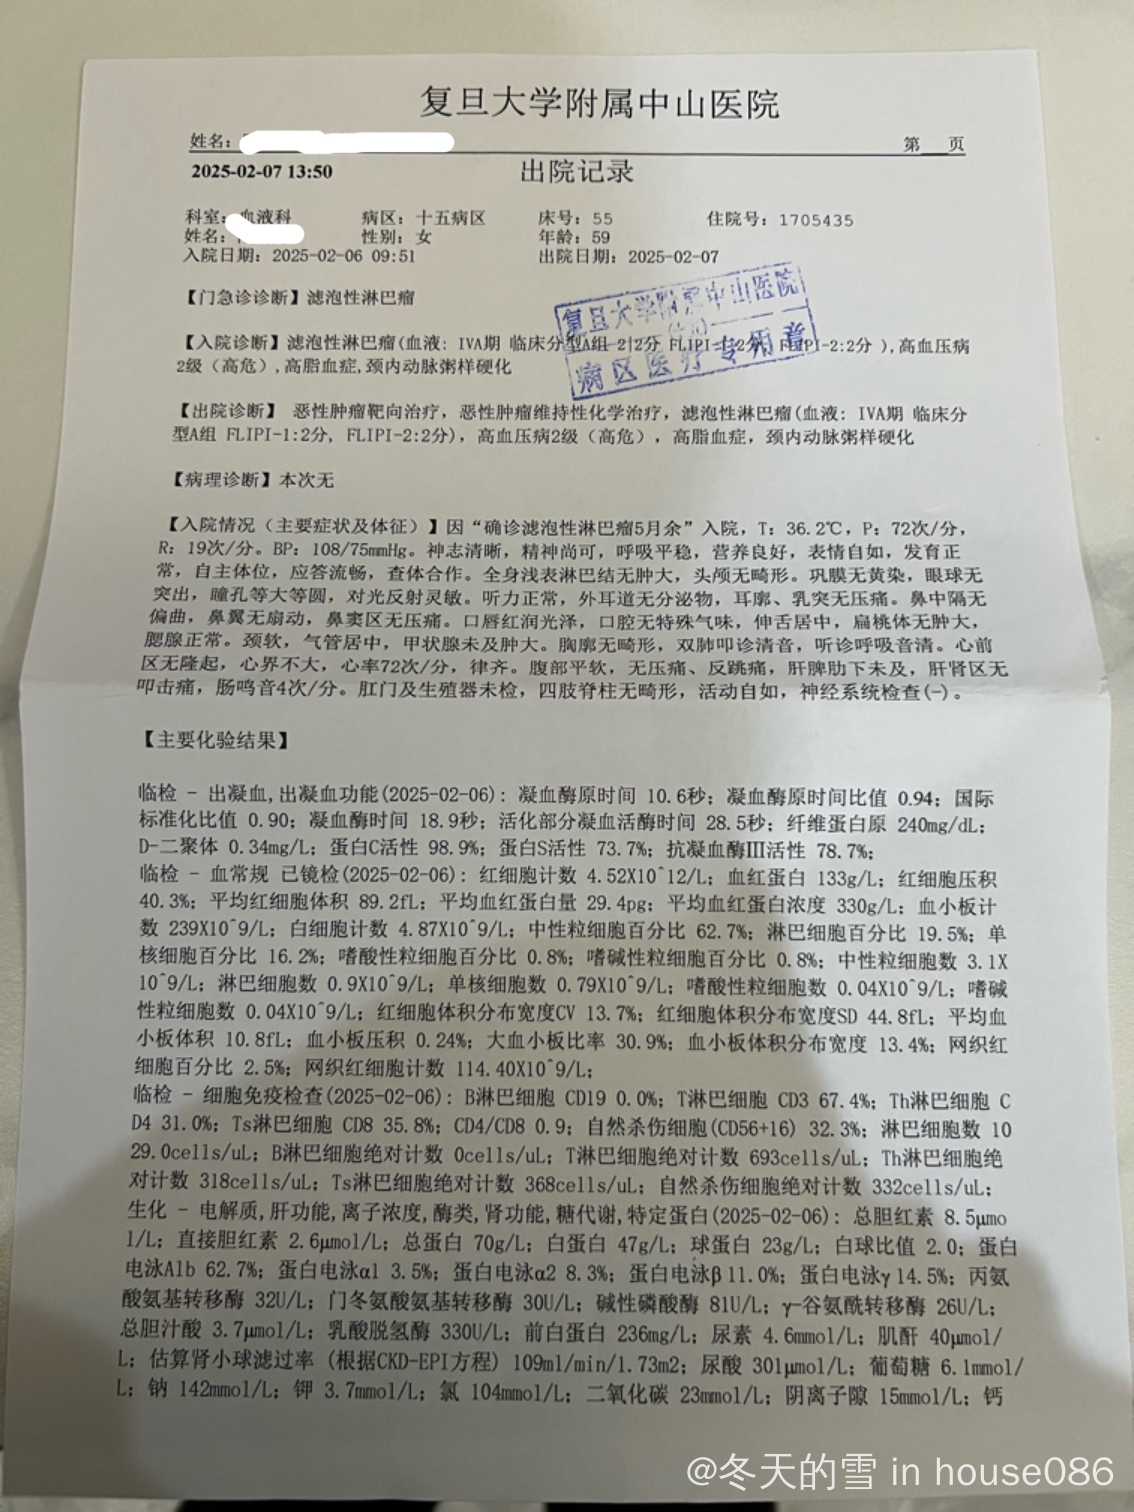 复旦大学附属中山医院
姓名：
第 页
2025-02-07 13:50
出院记录
科室：血液科 病区：十五病区 床号：55 住院号：1705435
姓名： 性别：女 年龄：59
入院日期：2025-02-06 09:51 出院日期：2025-02-07
【门急诊诊断】滤泡性淋巴瘤
复旦大学附属中山医院
病区医疗专用章
【入院诊断】滤泡性淋巴瘤(血液：IVA期 临床分型A组 2|2分 FLIPI-1:2分, FLIPI-2:2分 ),高血压病
2级（高危）,高脂血症,颈内动脉粥样硬化
【出院诊断】 恶性肿瘤靶向治疗，恶性肿瘤维持性化学治疗，滤泡性淋巴瘤(血液：IVA期 临床分
型A组 FLIPI-1:2分, FLIPI-2:2分)，高血压病2级（高危），高脂血症，颈内动脉粥样硬化
【病理诊断】本次无
【入院情况（主要症状及体征）】因“确诊滤泡性淋巴瘤5月余”入院，T：36.2℃，P：72次/分，
R：19次/分。BP：108/75mmHg。神志清晰，精神尚可，呼吸平稳，营养良好，表情自如，发育正
常，自主体位，应答流畅，查体合作。全身浅表淋巴结无肿大，头颅无畸形。巩膜无黄染，眼球无
突出，瞳孔等大等圆，对光反射灵敏。听力正常，外耳道无分泌物，耳廓、乳突无压痛。鼻中隔无
偏曲，鼻翼无扇动，鼻窦区无压痛。口唇红润光泽，口腔无特殊气味，伸舌居中，扁桃体无肿大，
腮腺正常。颈软，气管居中，甲状腺未及肿大。胸廓无畸形，双肺叩诊清音，听诊呼吸音清。心前
区无隆起，心界不大，心率72次/分，律齐。腹部平软，无压痛、反跳痛，肝脾肋下未及，肝肾区无
叩击痛，肠鸣音4次/分。肛门及生殖器未检，四肢脊柱无畸形，活动自如，神经系统检查(-)。
【主要化验结果】
临检 - 出凝血,出凝血功能(2025-02-06)：凝血酶原时间 10.6秒；凝血酶原时间比值 0.94；国际
标准化比值 0.90；凝血酶时间 18.9秒；活化部分凝血活酶时间 28.5秒；纤维蛋白原 240mg/dL；
D-二聚体 0.34mg/L；蛋白C活性 98.9%；蛋白S活性 73.7%；抗凝血酶Ⅲ活性 78.7%；
临检 - 血常规 已镜检(2025-02-06)：红细胞计数 4.52X10^12/L；血红蛋白 133g/L；红细胞压积
40.3%；平均红细胞体积 89.2fL；平均血红蛋白量 29.4pg；平均血红蛋白浓度 330g/L；血小板计
数 239X10^9/L；白细胞计数 4.87X10^9/L；中性粒细胞百分比 62.7%；淋巴细胞百分比 19.5%；单
核细胞百分比 16.2%；嗜酸性粒细胞百分比 0.8%；嗜碱性粒细胞百分比 0.8%；中性粒细胞数 3.1X
10^9/L；淋巴细胞数 0.9X10^9/L；单核细胞数 0.79X10^9/L；嗜酸性粒细胞数 0.04X10^9/L；嗜碱
性粒细胞数 0.04X10^9/L；红细胞体积分布宽度CV 13.7%；红细胞体积分布宽度SD 44.8fL；平均血
小板体积 10.8fL；血小板压积 0.24%；大血小板比率 30.9%；血小板体积分布宽度 13.4%；网织红
细胞百分比 2.5%；网织红细胞计数 114.40X10^9/L；
临检 - 细胞免疫检查(2025-02-06)：B淋巴细胞 CD19 0.0%；T淋巴细胞 CD3 67.4%；Th淋巴细胞 C
D4 31.0%；Ts淋巴细胞 CD8 35.8%；CD4/CD8 0.9；自然杀伤细胞(CD56+16) 32.3%；淋巴细胞数 10
29.0cells/uL；B淋巴细胞绝对计数 0cells/uL；T淋巴细胞绝对计数 693cells/uL；Th淋巴细胞绝
对计数 318cells/uL；Ts淋巴细胞绝对计数 368cells/uL；自然杀伤细胞绝对计数 332cells/uL；
生化 - 电解质,肝功能,离子浓度,酶类,肾功能,糖代谢,特定蛋白(2025-02-06)：总胆红素 8.5μmo
l/L；直接胆红素 2.6μmol/L；总蛋白 70g/L；白蛋白 47g/L；球蛋白 23g/L；白球比值 2.0；蛋白
电泳Alb 62.7%；蛋白电泳α1 3.5%；蛋白电泳α2 8.3%；蛋白电泳β 11.0%；蛋白电泳γ 14.5%；丙氨
酸氨基转移酶 32U/L；门冬氨酸氨基转移酶 30U/L；碱性磷酸酶 81U/L；γ-谷氨酰转移酶 26U/L；
总胆汁酸 3.7μmol/L；乳酸脱氢酶 330U/L；前白蛋白 236mg/L；尿素 4.6mmol/L；肌酐 40μmol/
L；估算肾小球滤过率 (根据CKD-EPI方程) 109ml/min/1.73m2；尿酸 301μmol/L；葡萄糖 6.1mmol/
L；钠 142mmol/L；钾 3.7mmol/L；氯 104mmol/L；二氧化碳 23mmol/L；阴离子隙 15mmol/L；钙
@冬天的雪 in house086